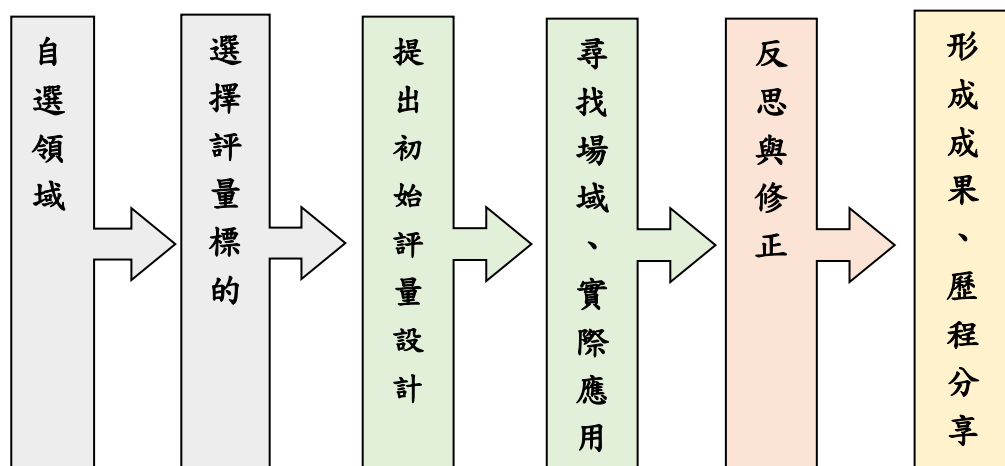 自選領域
選擇評量標的
提出初始評量設計
尋找場域、實際應用
反思與修正
形成成果、歷程分享